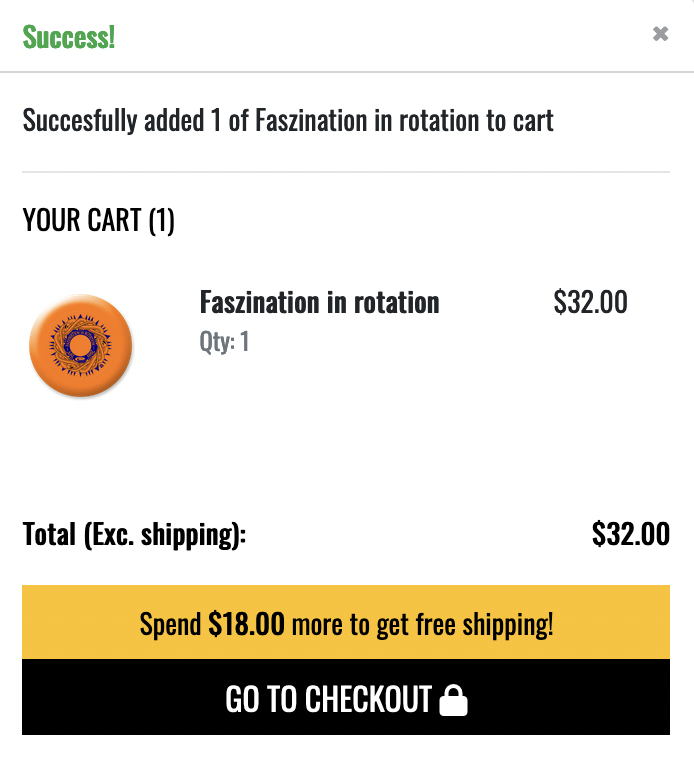 Success!
Succesfully added 1 of Faszination in rotation to cart
YOUR CART (1)
Faszination in rotation
$32.00
Qty: 1
Total (Exc. shipping):
$32.00
Spend $18.00 more to get free shipping!
GO TO CHECKOUT